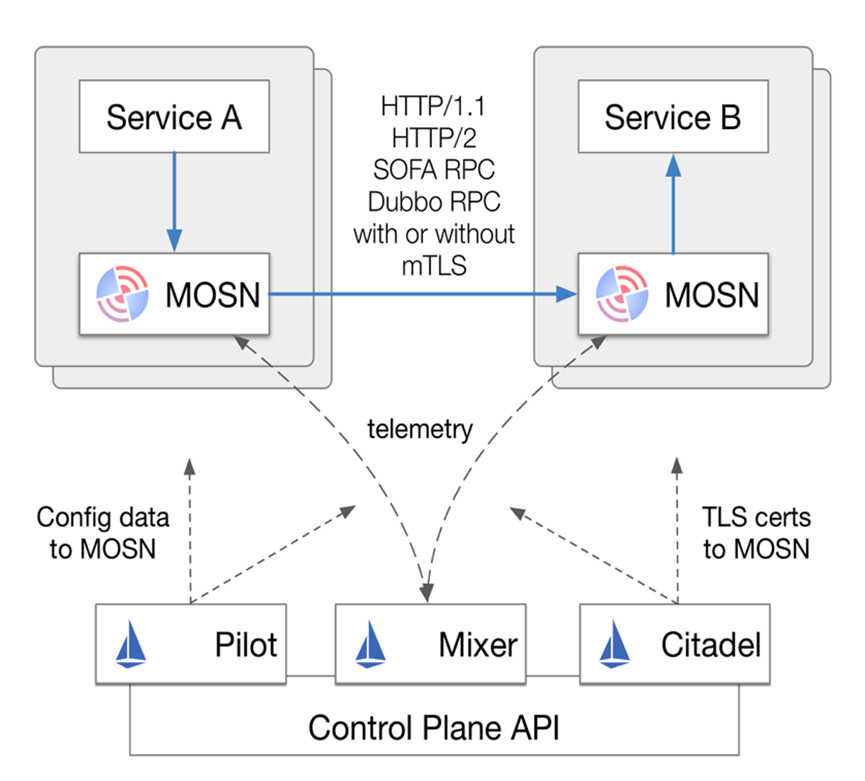 Service A
HTTP/1.1
HTTP/2
SOFA RPC
Dubbo RPC
with or without
mTLS
Service B
MOSN
MOSN
telemetry
Config data
to MOSN
TLS certs
to MOSN
Pilot
Mixer
Citadel
Control Plane API